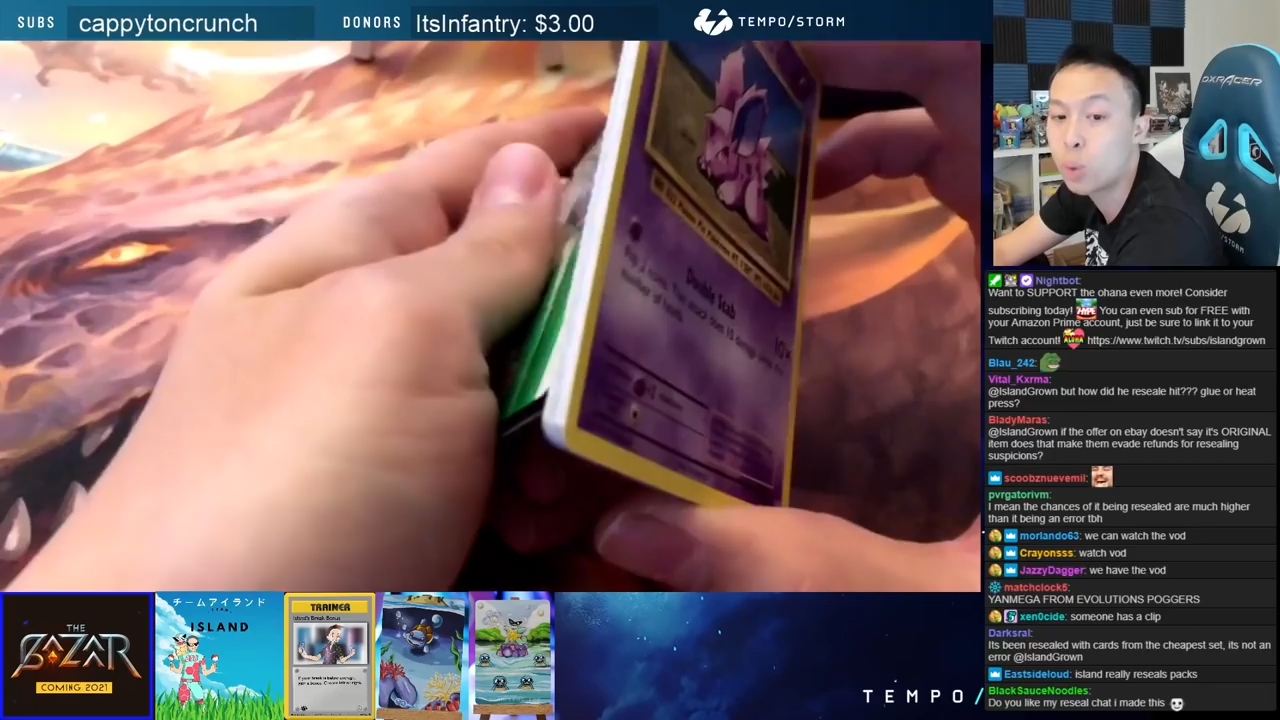 SUBS cappytoncrunch DONORS ItsInfantry: $3.00 TEMPO/STORM
DXRACER
/STORM
Double Stab
10×
Nightbot:
Want to SUPPORT the ohana even more! Consider
subscribing today! HYPE You can even sub for FREE with
your Amazon Prime account, just be sure to link it to your
Twitch account! ALOHA https://www.twitch.tv/subs/islandgrown
Blau_242:
Vital_Kxrma:
@IslandGrown but how did he reseale hit??? glue or heat
press?
BladyMaras:
@IslandGrown if the offer on ebay doesn't say it's ORIGINAL
item does that make them evade refunds for resealing
suspicions?
scoobznuevemil:
pvrgatorivm:
I mean the chances of it being resealed are much higher
than it being an error tbh
morlando63: we can watch the vod
Crayonsss: watch vod
JazzyDagger: we have the vod
matchclock5:
YANMEGA FROM EVOLUTIONS POGGERS
xen0cide: someone has a clip
Darksral:
Its been resealed with cards from the cheapest set, its not an
error @IslandGrown
Eastsideloud: island really reseals packs
BlackSauceNoodles:
Do you like my reseal chat i made this
THE
BAZAAR
COMING 2021
チームアイランド
ISLAND
TRAINER
Island's Break Bonus
TEMPO/